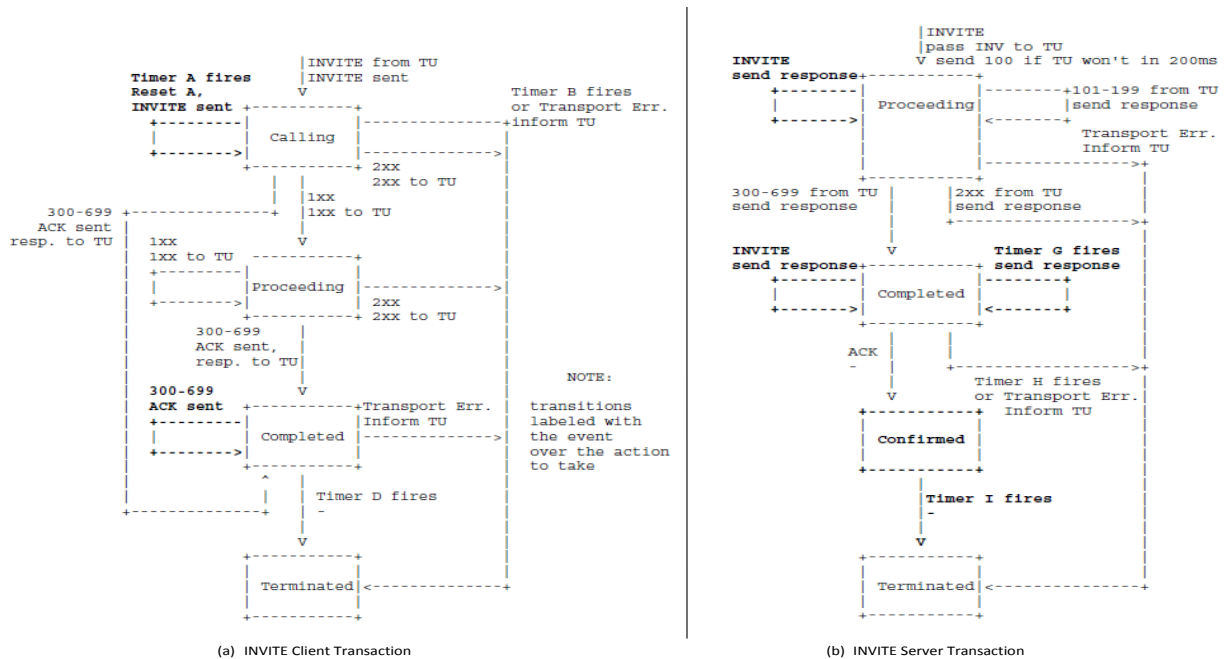 INVITE from TU
Timer A fires
INVITE sent
Reset A,
INVITE sent
Timer B fires
or Transport Err.
inform TU
Calling
2xx
2xx to TU
1xx
1xx to TU
300-699
ACK sent
resp. to TU
1xx
1xx to TU
Proceeding
2xx
2xx to TU
300-699
ACK sent,
resp. to TU
300-699
ACK sent
Transport Err.
Inform TU
Completed
NOTE:
transitions
labeled with
the event
over the action
to take
Timer D fires
-
Terminated
(a) INVITE Client Transaction
INVITE
pass INV to TU
send 100 if TU won't in 200ms
INVITE
send response
Proceeding
101-199 from TU
send response
Transport Err.
Inform TU
300-699 from TU
send response
2xx from TU
send response
INVITE
send response
Timer G fires
send response
Completed
ACK
-
Timer H fires
or Transport Err.
Inform TU
Confirmed
Timer I fires
-
Terminated
(b) INVITE Server Transaction